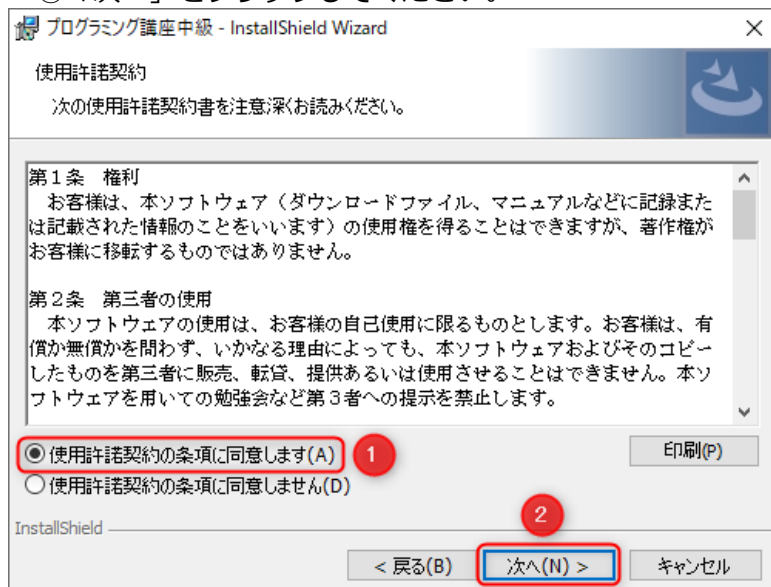 プログラミング講座中級 - InstallShield Wizard
使用許諾契約
次の使用許諾契約書を注意深くお読みください。
第１条　権利
　お客様は、本ソフトウェア（ダウンロードファイル、マニュアルなどに記録また
は記載された情報のことをいいます）の使用権を得ることはできますが、著作権が
お客様に移転するものではありません。
第２条　第三者の使用
　本ソフトウェアの使用は、お客様の自己使用に限るものとします。お客様は、有
償か無償かを問わず、いかなる理由によっても、本ソフトウェアおよびそのコピー
したものを第三者に販売、転貸、提供あるいは使用させることはできません。本ソ
フトウェアを用いての勉強会など第３者への提示を禁止します。
使用許諾契約の条項に同意します(A)
1
印刷(P)
使用許諾契約の条項に同意しません(D)
2
InstallShield
< 戻る(B)
次へ(N) >
キャンセル